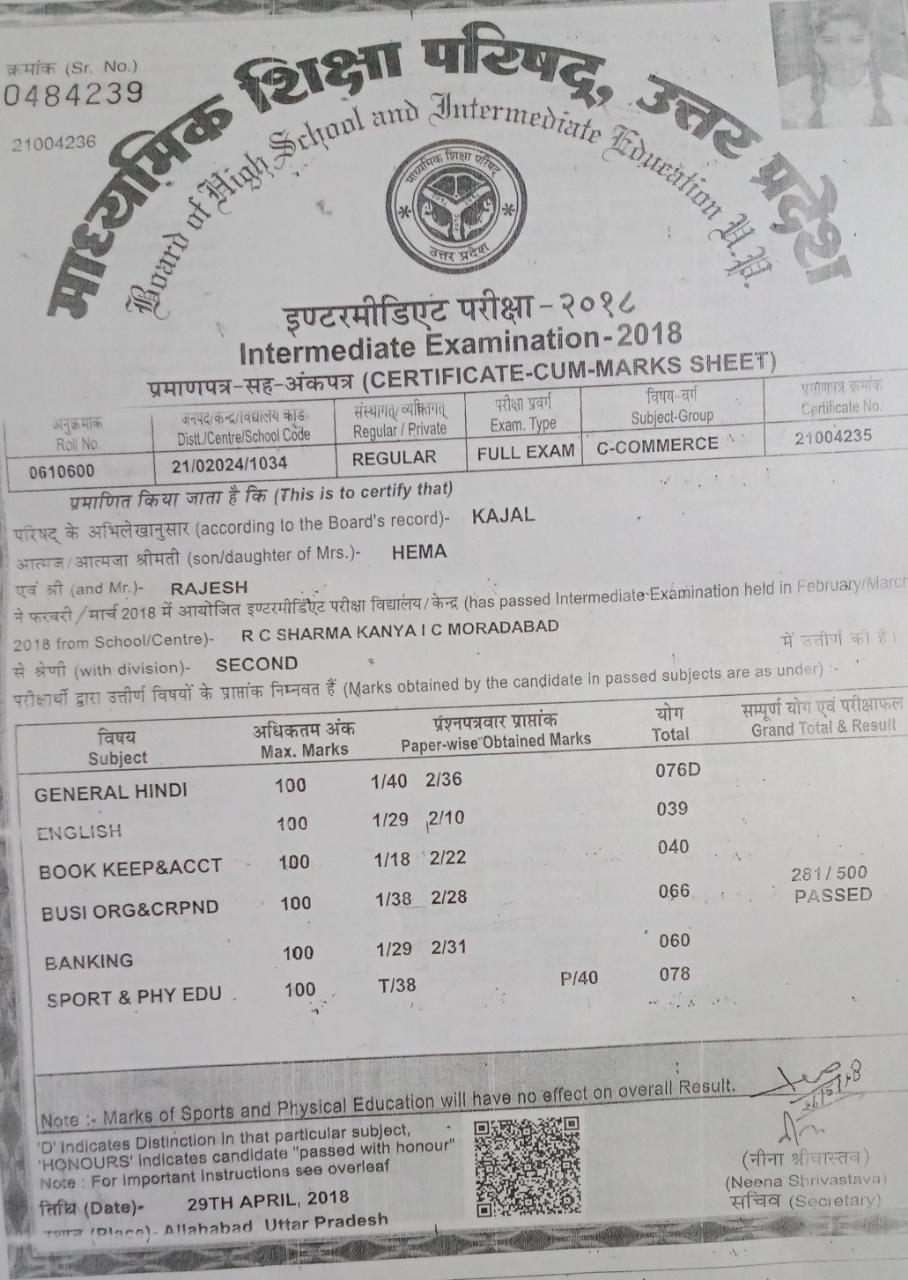 क्रमांक (Sr. No.)
0484239
21004236
माध्यमिक शिक्षा परिषद्, उत्तर प्रदेश
Board of High School and Intermediate Education U.P.
माध्यमिक शिक्षा परिषद्
उत्तर प्रदेश
इण्टरमीडिएट परीक्षा-२०१८
Intermediate Examination-2018
प्रमाणपत्र-सह-अंकपत्र (CERTIFICATE-CUM-MARKS SHEET)
अनुक्रमांक जनपद/केन्द्र/विद्यालय कोड संस्थागत्/व्यक्तिगत् परीक्षा प्रवर्ग विषय-वर्ग प्रमाणपत्र क्रमांक
Roll No. Distt./Centre/School Code Regular / Private Exam. Type Subject-Group Certificate No.
0610600 21/02024/1034 REGULAR FULL EXAM C-COMMERCE 21004235
प्रमाणित किया जाता है कि (This is to certify that)
परिषद् के अभिलेखानुसार (according to the Board's record)- KAJAL
आत्मज/आत्मजा श्रीमती (son/daughter of Mrs.)- HEMA
एवं श्री (and Mr.)- RAJESH
ने फरवरी/मार्च 2018 में आयोजित इण्टरमीडिएट परीक्षा विद्यालय/केन्द्र (has passed Intermediate Examination held in February/March
2018 from School/Centre)- R C SHARMA KANYA I C MORADABAD
में उत्तीर्ण की है।
से श्रेणी (with division)- SECOND
परीक्षार्थी द्वारा उत्तीर्ण विषयों के प्राप्तांक निम्नवत हैं (Marks obtained by the candidate in passed subjects are as under) :-
विषय अधिकतम अंक प्रश्नपत्रवार प्राप्तांक योग सम्पूर्ण योग एवं परीक्षाफल
Subject Max. Marks Paper-wise Obtained Marks Total Grand Total & Result
GENERAL HINDI 100 1/40 2/36 076D
ENGLISH 100 1/29 2/10 039
BOOK KEEP&ACCT 100 1/18 2/22 040
281/500
BUSI ORG&CRPND 100 1/38 2/28 066 PASSED
BANKING 100 1/29 2/31 060
SPORT & PHY EDU 100 T/38 P/40 078
Note :- Marks of Sports and Physical Education will have no effect on overall Result.
'D' Indicates Distinction in that particular subject,
'HONOURS' indicates candidate "passed with honour"
Note : For Important Instructions see overleaf
तिथि (Date)- 29TH APRIL, 2018
(Place)- Allahabad, Uttar Pradesh
(नीना श्रीवास्तव)
(Neena Shrivastava)
सचिव (Secretary)